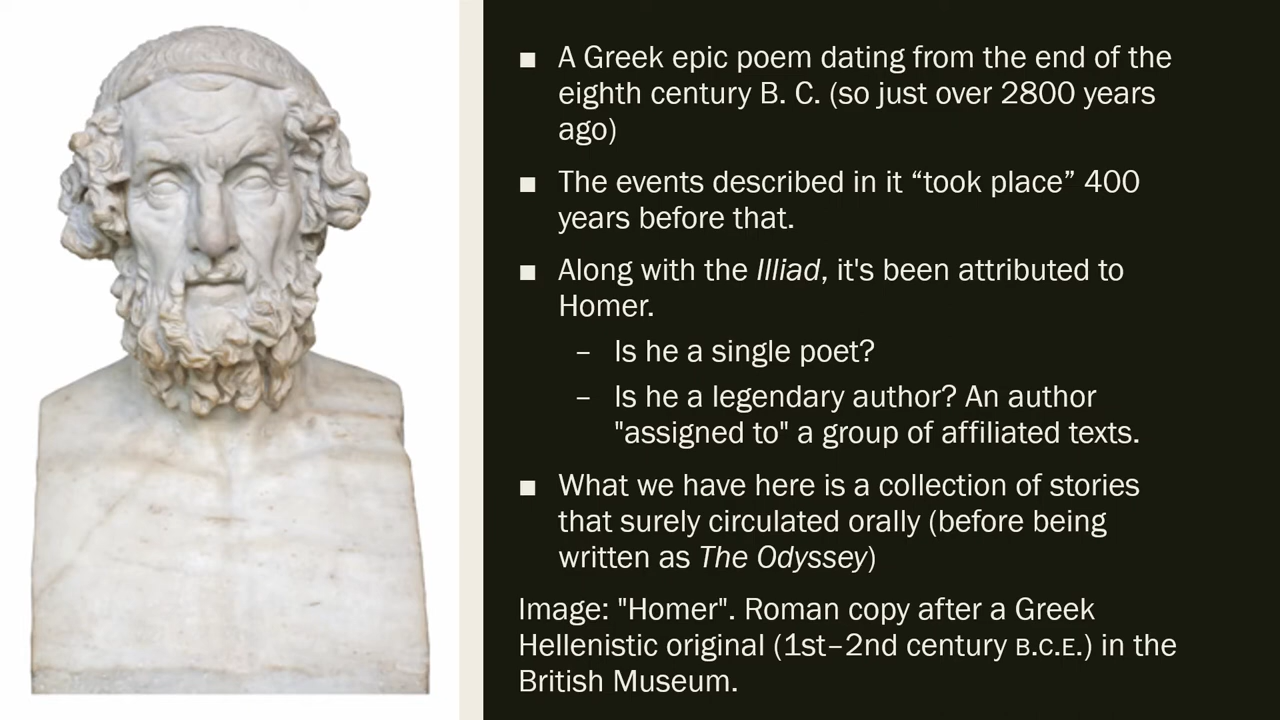 ■ A Greek epic poem dating from the end of the
eighth century B. C. (so just over 2800 years
ago)
■ The events described in it “took place” 400
years before that.
■ Along with the Illiad, it's been attributed to
Homer.
– Is he a single poet?
– Is he a legendary author? An author
"assigned to" a group of affiliated texts.
■ What we have here is a collection of stories
that surely circulated orally (before being
written as The Odyssey)
Image: "Homer". Roman copy after a Greek
Hellenistic original (1st–2nd century B.C.E.) in the
British Museum.